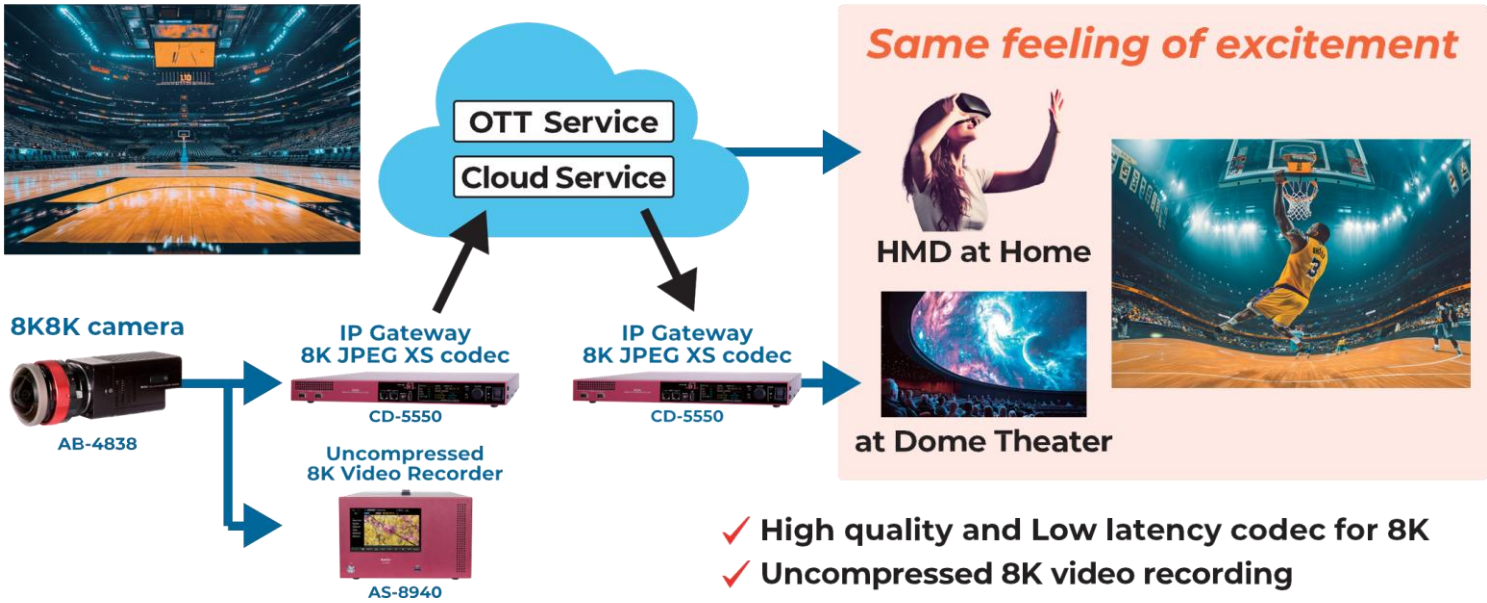 Same feeling of excitement
OTT Service
Cloud Service
HMD at Home
8K8K camera
IP Gateway
8K JPEG XS codec
IP Gateway
8K JPEG XS codec
CD-5550
CD-5550
AB-4838
at Dome Theater
Uncompressed
8K Video Recorder
AS-8940
3
✓ High quality and Low latency codec for 8K
✓ Uncompressed 8K video recording